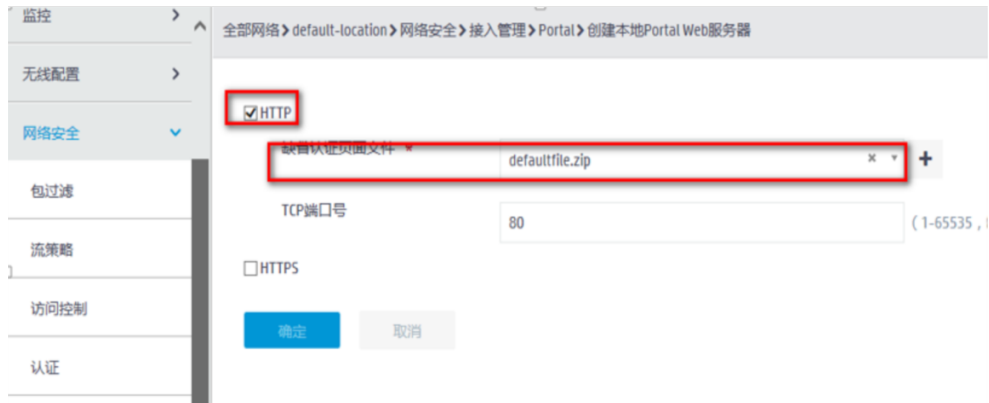 监控
全部网络>default-location>网络安全>接入管理>Portal>创建本地Portal Web服务器
无线配置
HTTP
网络安全
缺省认证页面文件 *
defaultfile.zip
包过滤
TCP端口号
80
(1-65535，
流策略
HTTPS
访问控制
确定
取消
认证